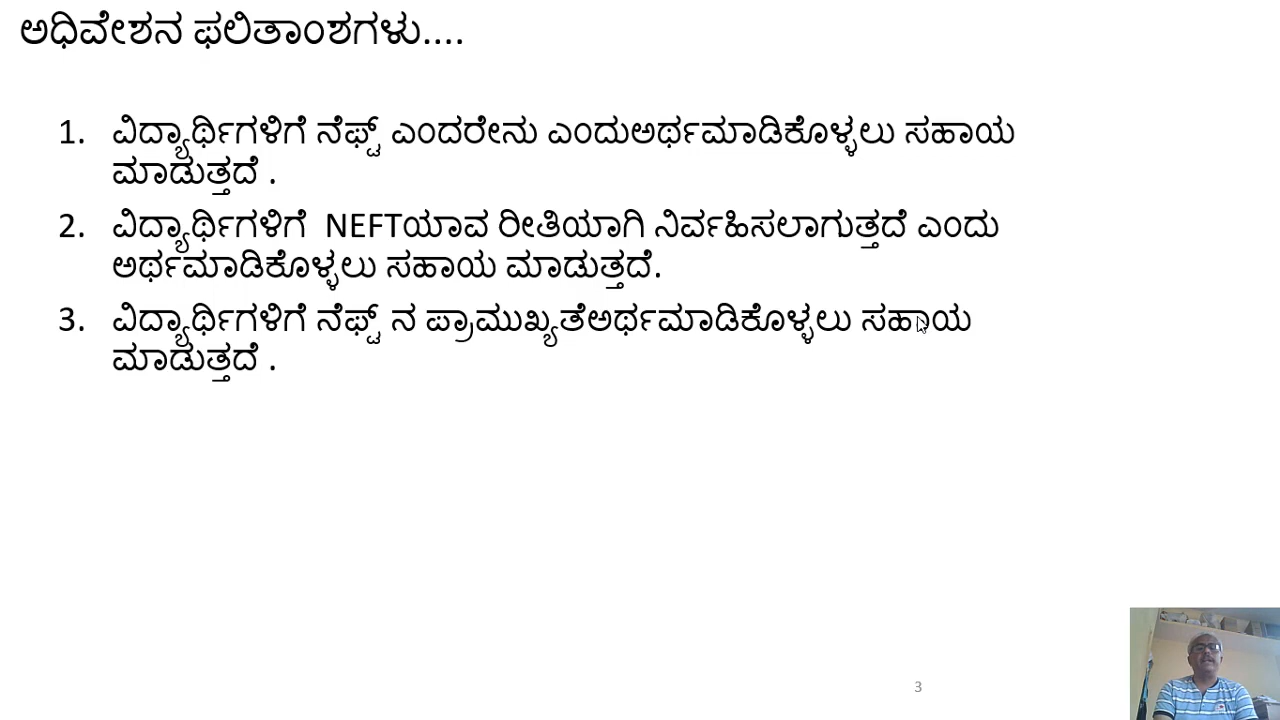 ಅಧಿವೇಶನ ಫಲಿತಾಂಶಗಳು....
1. ವಿದ್ಯಾರ್ಥಿಗಳಿಗೆ ನೆಫ್ಟ್ ಎಂದರೇನು ಎಂದುಅರ್ಥಮಾಡಿಕೊಳ್ಳಲು ಸಹಾಯ
ಮಾಡುತ್ತದೆ .
2. ವಿದ್ಯಾರ್ಥಿಗಳಿಗೆ NEFTಯಾವ ರೀತಿಯಾಗಿ ನಿರ್ವಹಿಸಲಾಗುತ್ತದೆ ಎಂದು
ಅರ್ಥಮಾಡಿಕೊಳ್ಳಲು ಸಹಾಯ ಮಾಡುತ್ತದೆ.
3. ವಿದ್ಯಾರ್ಥಿಗಳಿಗೆ ನೆಫ್ಟ್ ನ ಪ್ರಾಮುಖ್ಯತೆಅರ್ಥಮಾಡಿಕೊಳ್ಳಲು ಸಹಾಯ
ಮಾಡುತ್ತದೆ .
3